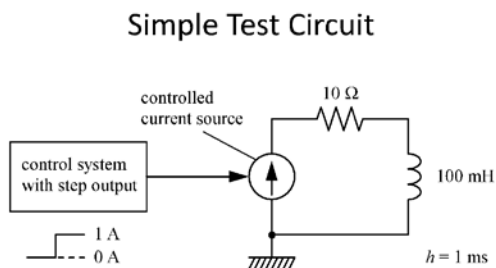 Simple Test Circuit
controlled
current source
10 Ω
control system
with step output
100 mH
1 A
0 A
h = 1 ms